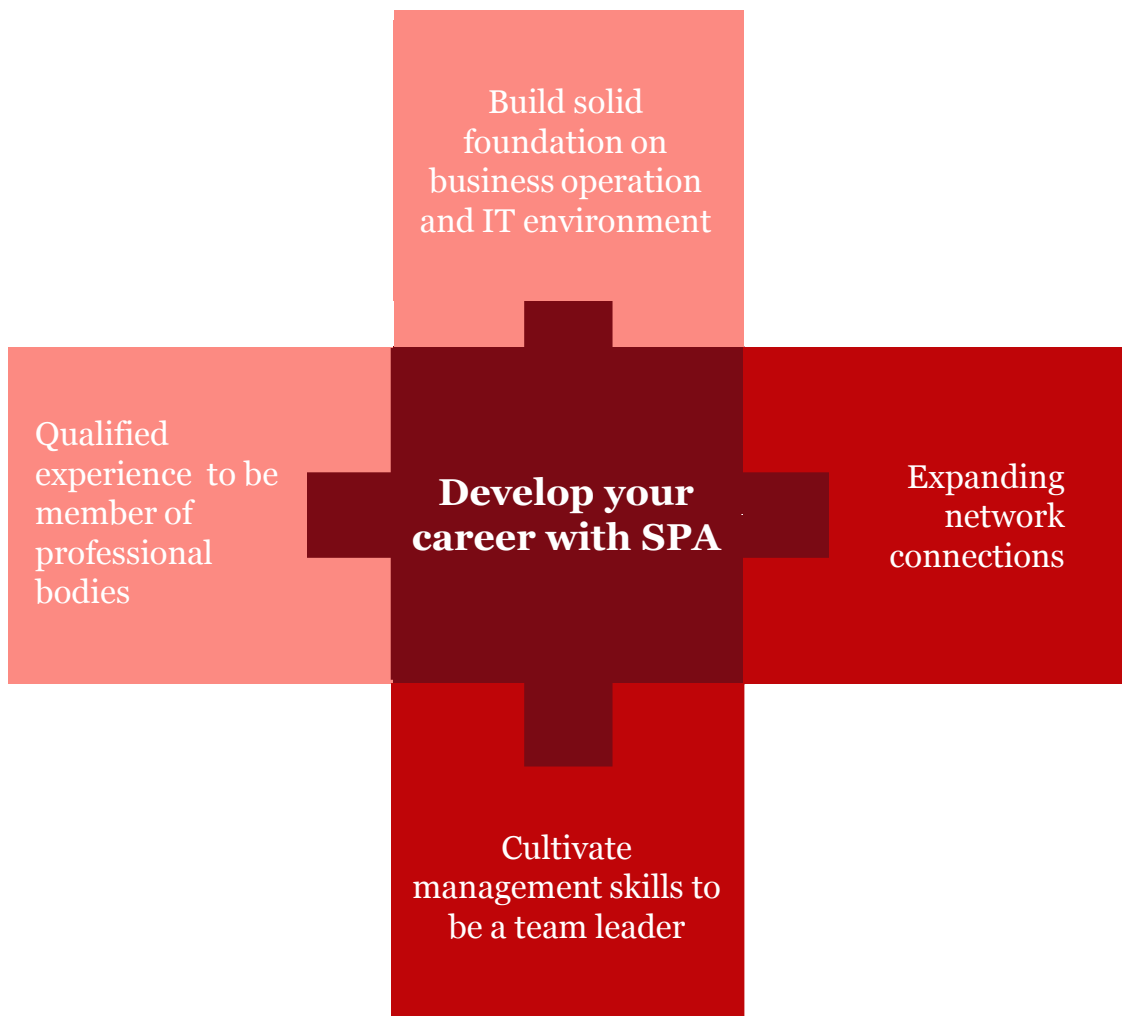 Build solid
foundation on
business operation
and IT environment
Qualified
experience  to be
member of
professional
bodies
Develop your
career with SPA
Expanding
network
connections
Cultivate
management skills to
be a team leader